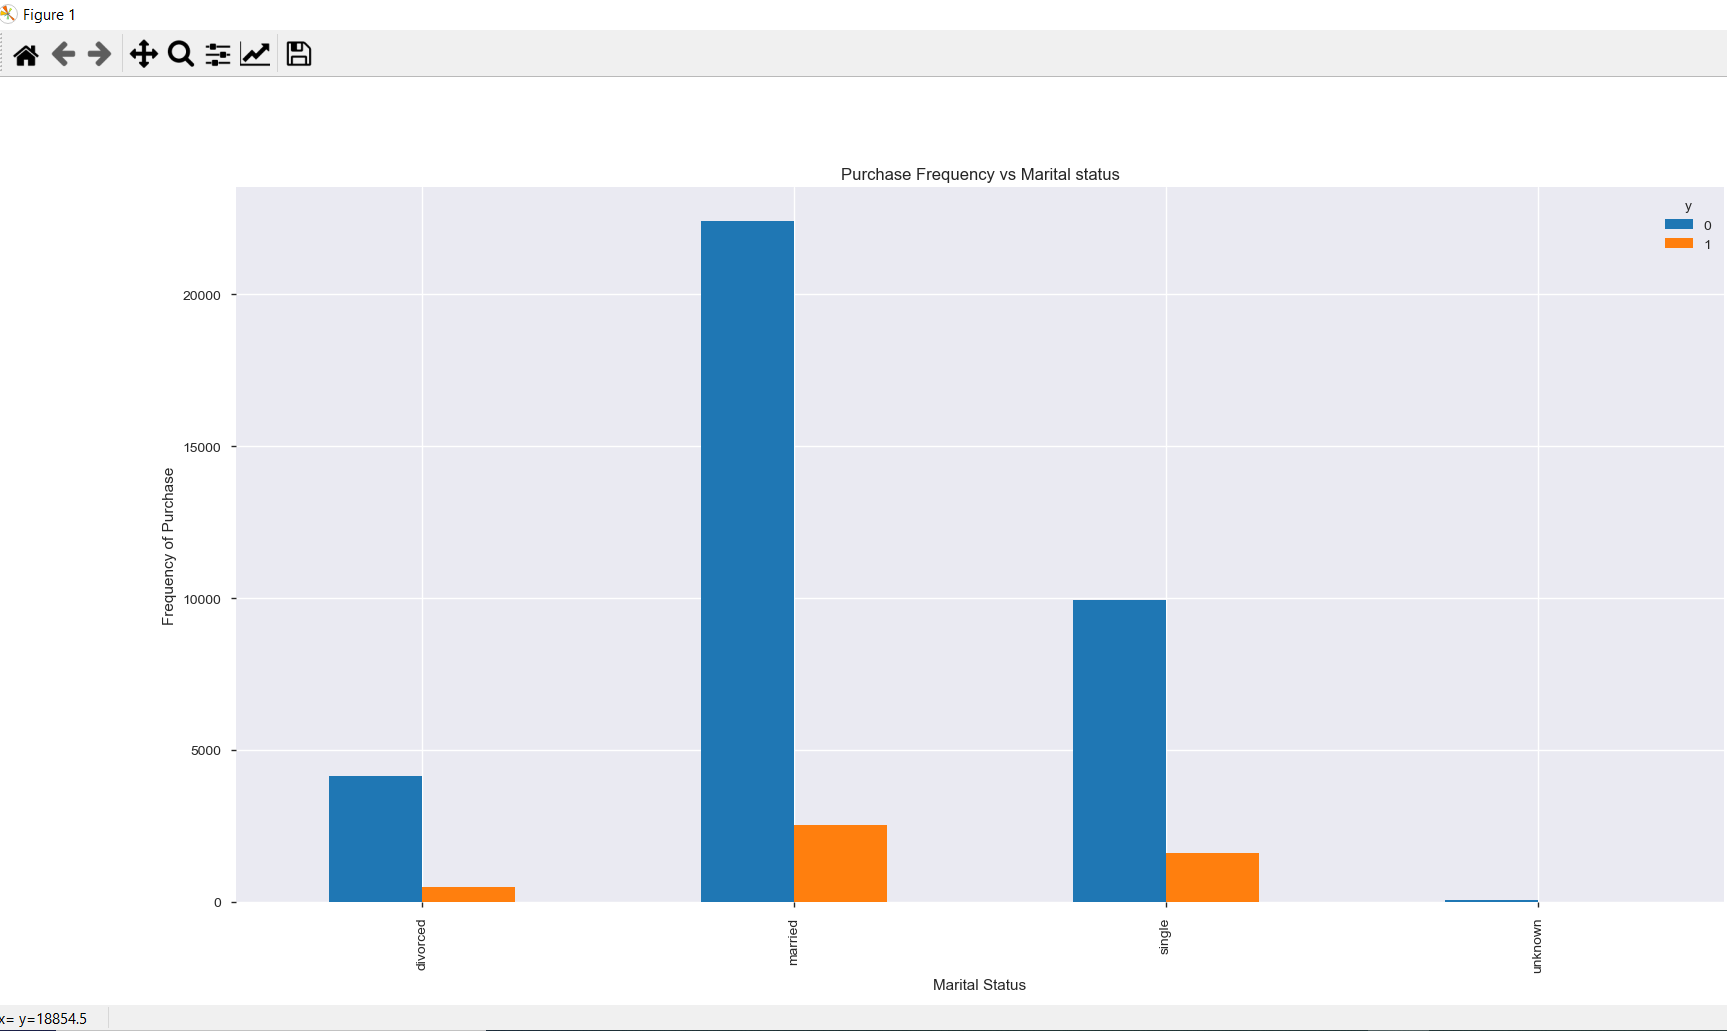 Figure 1
Purchase Frequency vs Marital status
y
0
1
20000
15000
10000
5000
0
Frequency of Purchase
divorced
married
single
unknown
Marital Status
x= y=18854.5